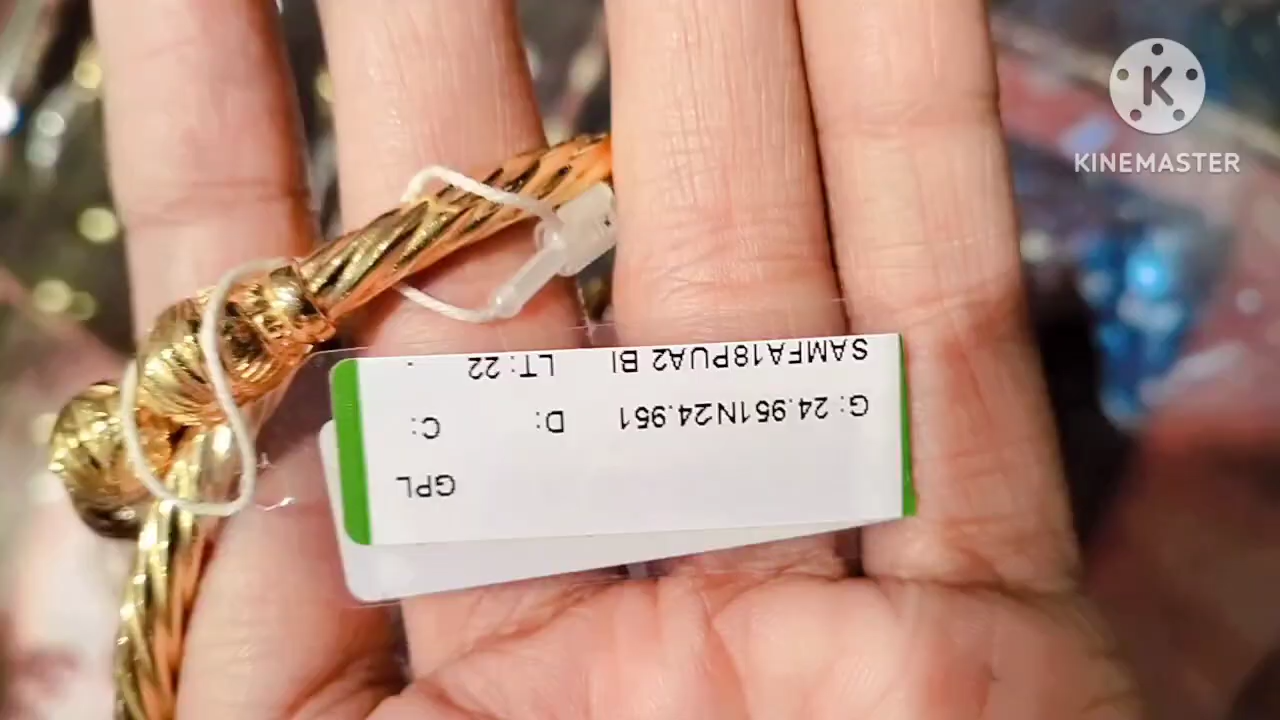 SAMFA18PUA2 BI LT: 22 .
G: 24.951N24.951 D: C:
GPL
K
KINEMASTER